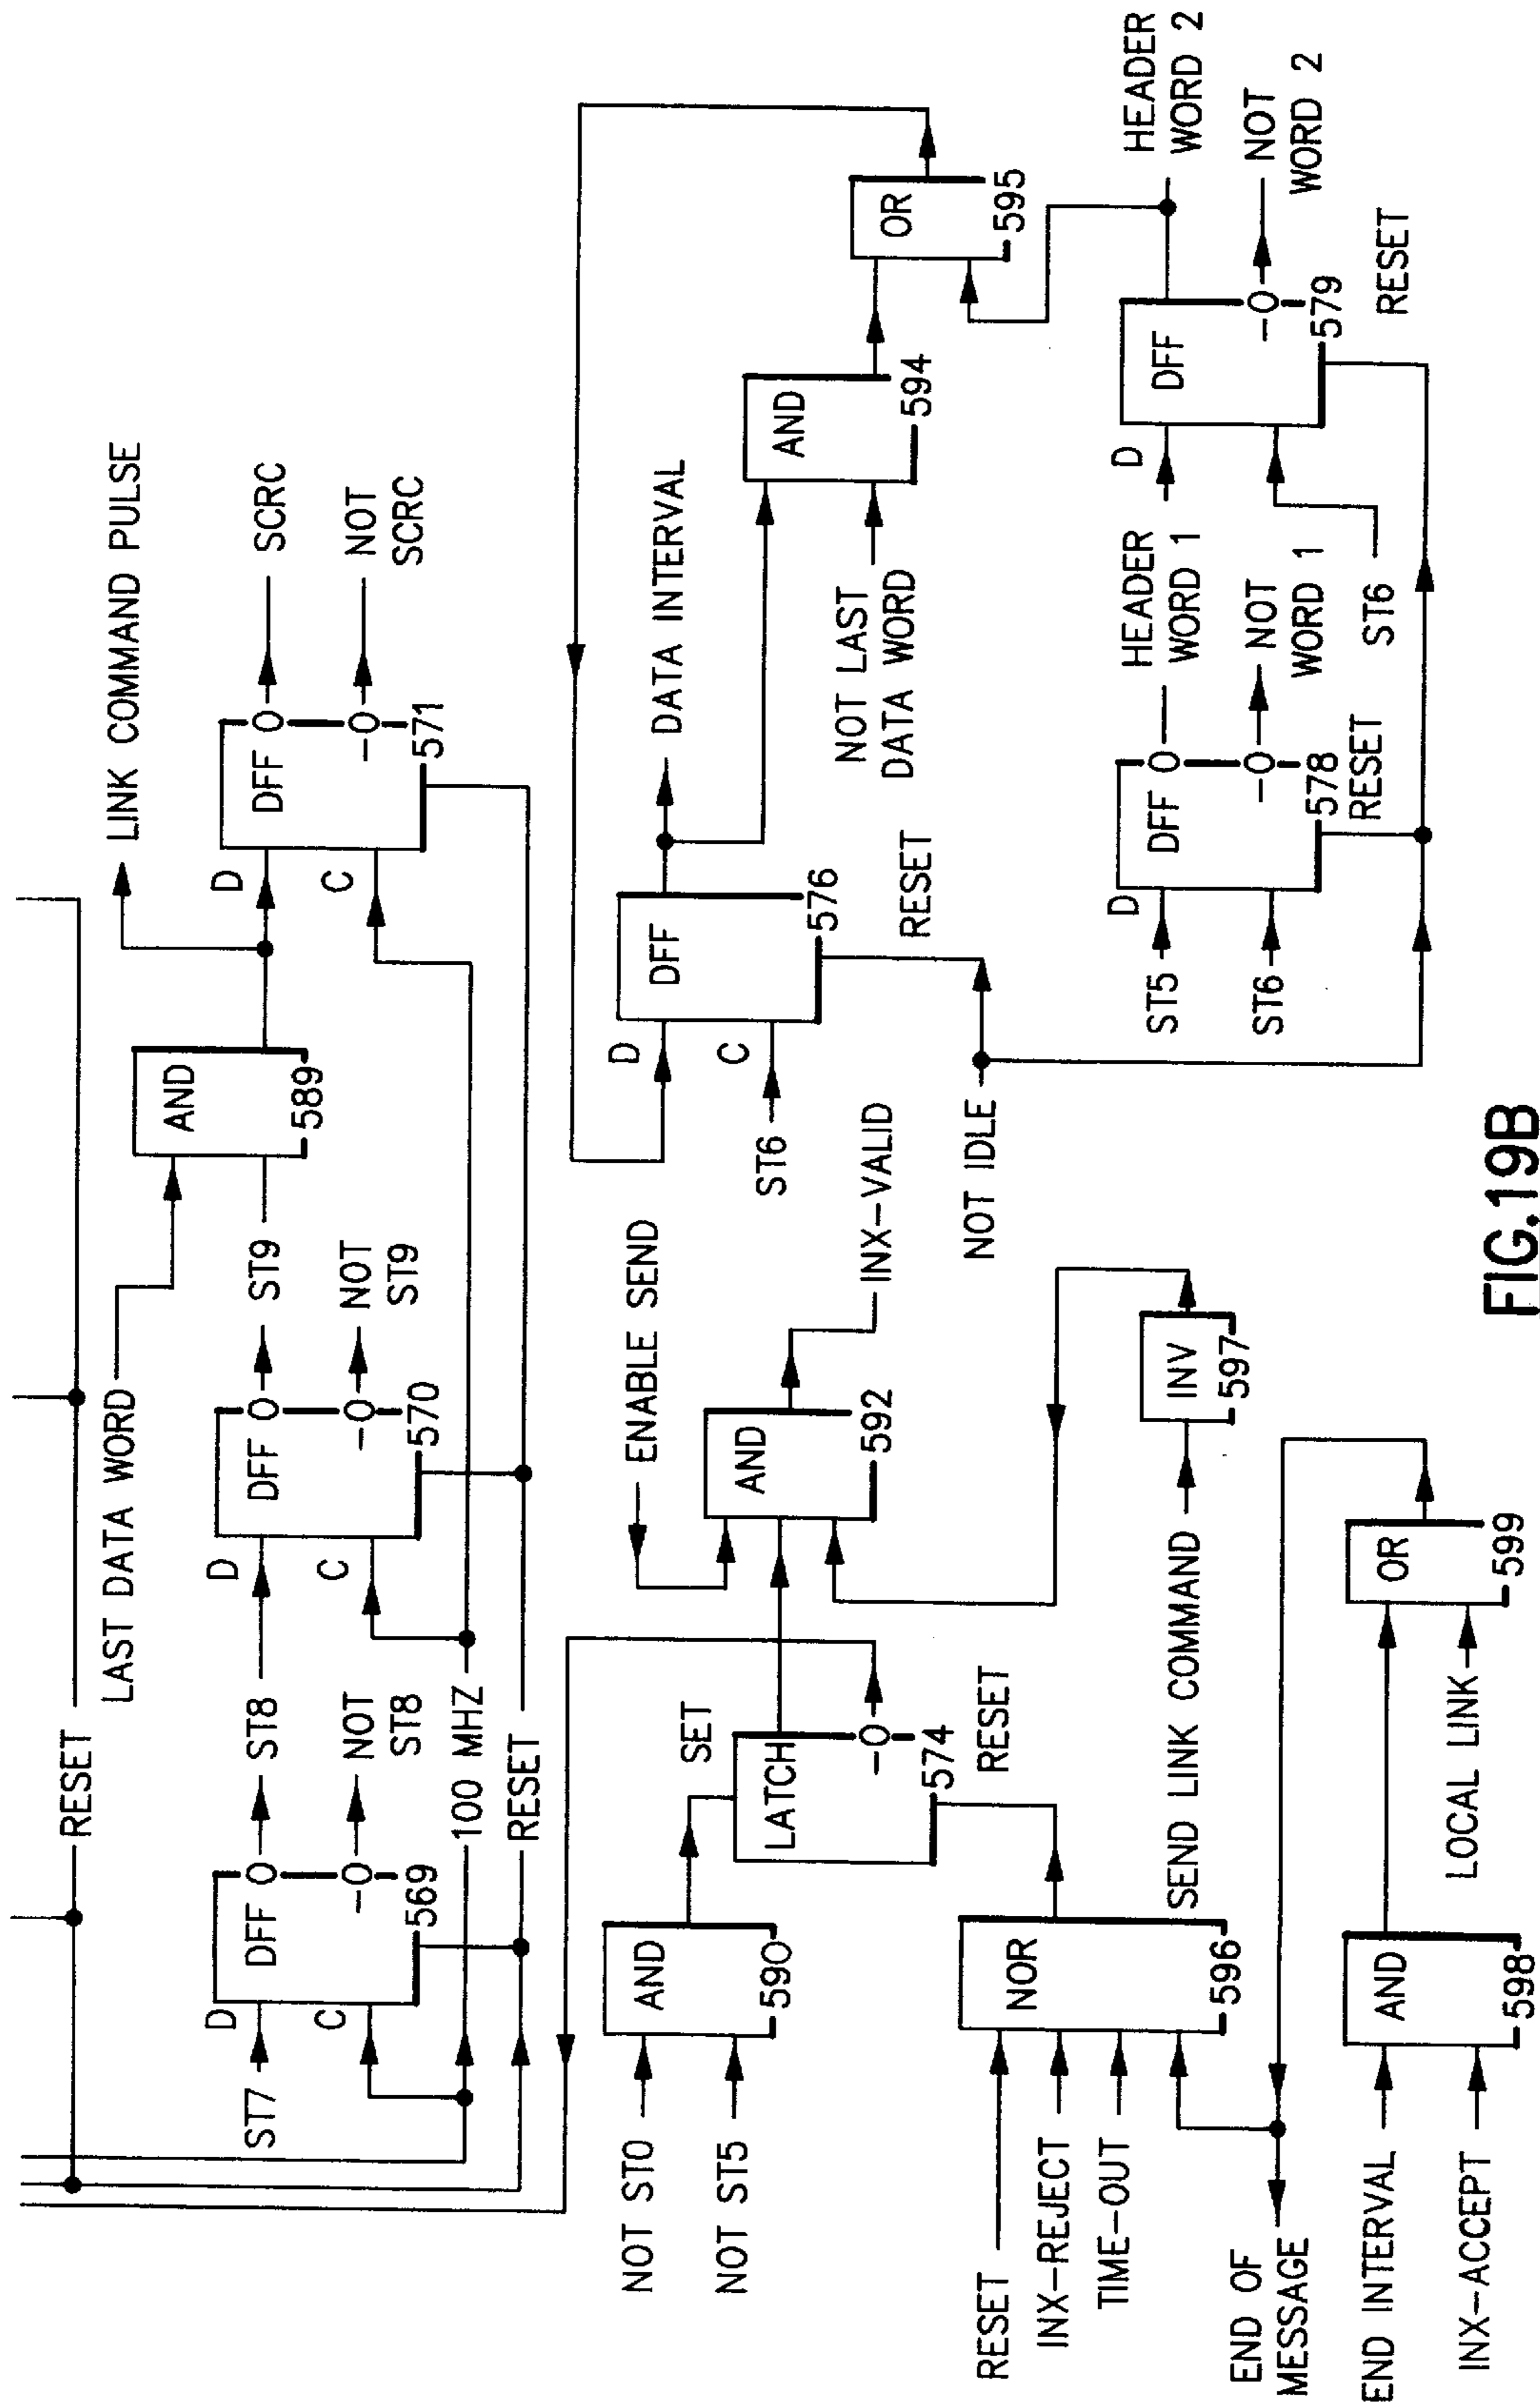 RESET
LAST DATA WORD
LINK COMMAND PULSE
AND
589
ST7
D
C
DFF
569
ST8
NOT
ST8
D
C
DFF
570
ST9
NOT
ST9
D
C
DFF
571
SCRC
NOT
SCRC
100 MHZ
RESET
NOT ST0
NOT ST5
AND
590
SET
LATCH
574
RESET
ENABLE SEND
AND
592
INX-VALID
RESET
INX-REJECT
TIME-OUT
NOR
596
SEND LINK COMMAND
INV
597
END OF
MESSAGE
END INTERVAL
INX-ACCEPT
AND
598
LOCAL LINK
OR
599
D
C
ST6
DFF
576
RESET
DATA INTERVAL
NOT LAST
DATA WORD
AND
594
OR
595
NOT IDLE
ST5
ST6
D
DFF
578
RESET
HEADER
WORD 1
NOT
WORD 1
D
ST6
DFF
579
RESET
HEADER
WORD 2
NOT
WORD 2
FIG.19B